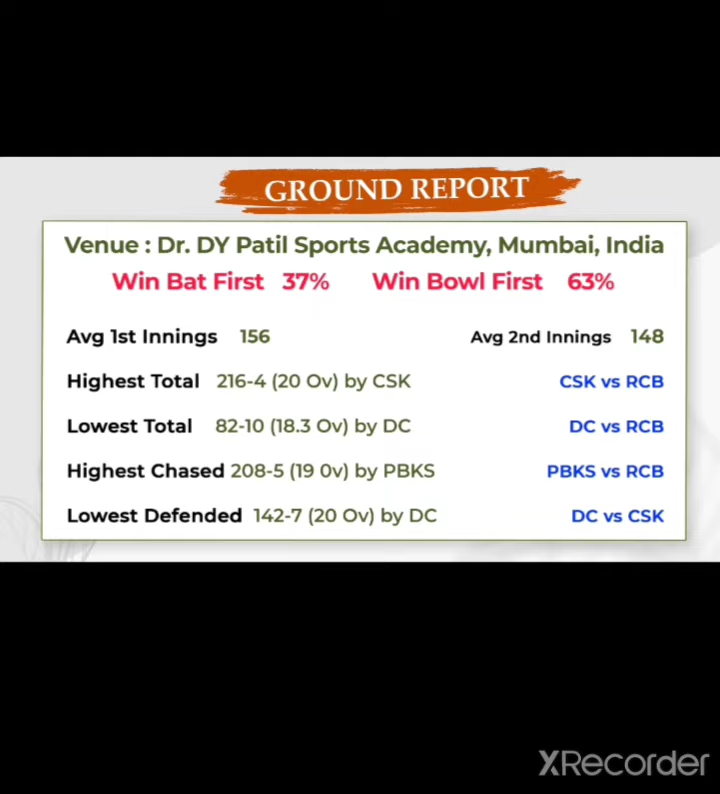 GROUND REPORT
Venue : Dr. DY Patil Sports Academy, Mumbai, India
Win Bat First 37% Win Bowl First 63%
Avg 1st Innings 156 Avg 2nd Innings 148
Highest Total 216-4 (20 Ov) by CSK CSK vs RCB
Lowest Total 82-10 (18.3 Ov) by DC DC vs RCB
Highest Chased 208-5 (19 Ov) by PBKS PBKS vs RCB
Lowest Defended 142-7 (20 Ov) by DC DC vs CSK
XRecorder